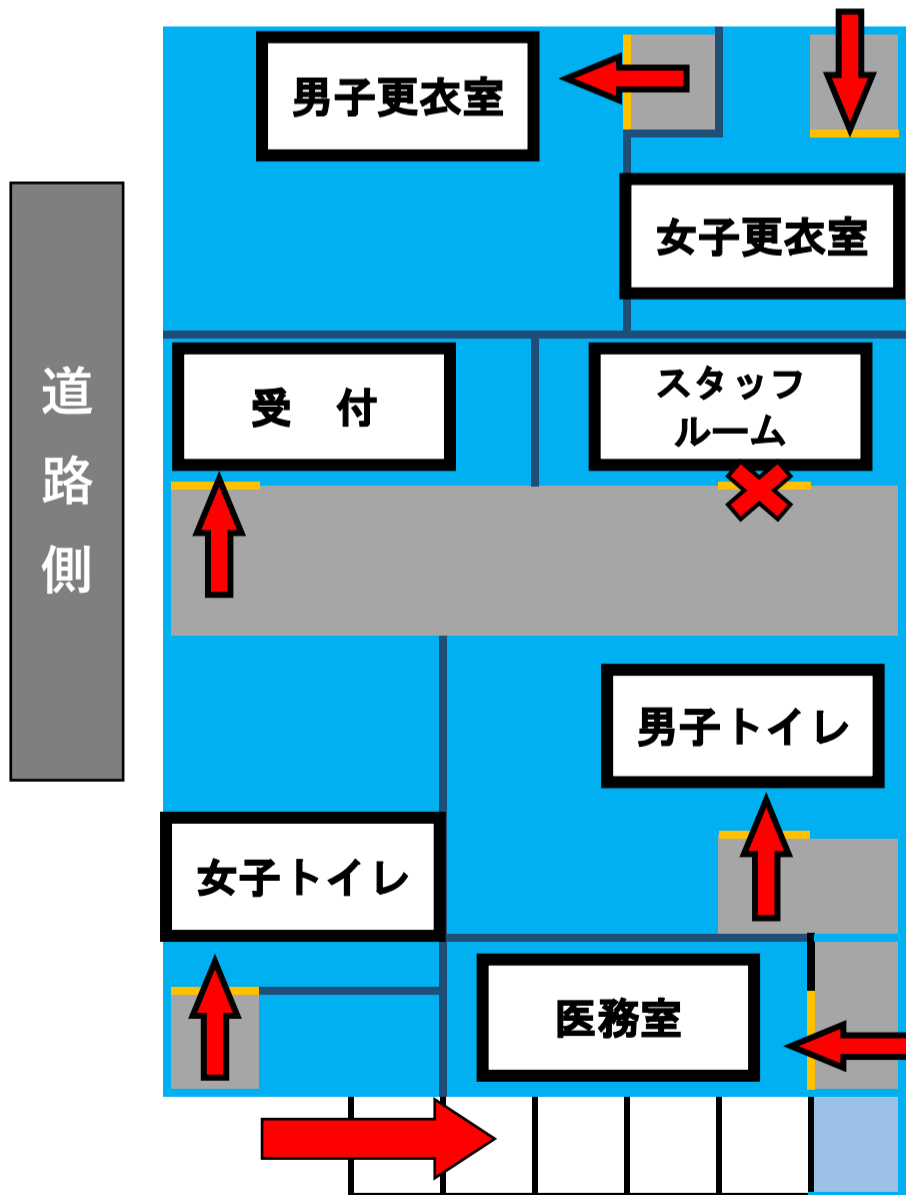 男子更衣室
女子更衣室
道路側
受　付
スタッフ
ルーム
男子トイレ
女子トイレ
医務室